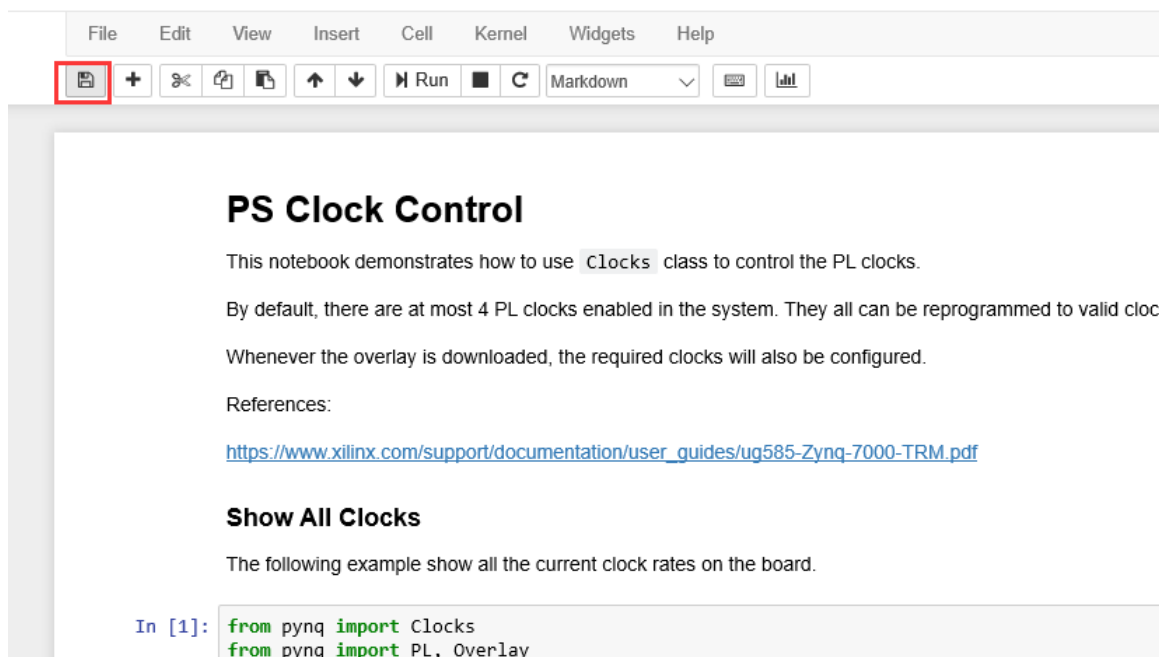 File Edit View Insert Cell Kernel Widgets Help
Run Markdown
PS Clock Control
This notebook demonstrates how to use Clocks class to control the PL clocks.
By default, there are at most 4 PL clocks enabled in the system. They all can be reprogrammed to valid cloc
Whenever the overlay is downloaded, the required clocks will also be configured.
References:
https://www.xilinx.com/support/documentation/user_guides/ug585-Zynq-7000-TRM.pdf
Show All Clocks
The following example show all the current clock rates on the board.
In [1]: from pynq import Clocks
from pynq import PL, Overlay